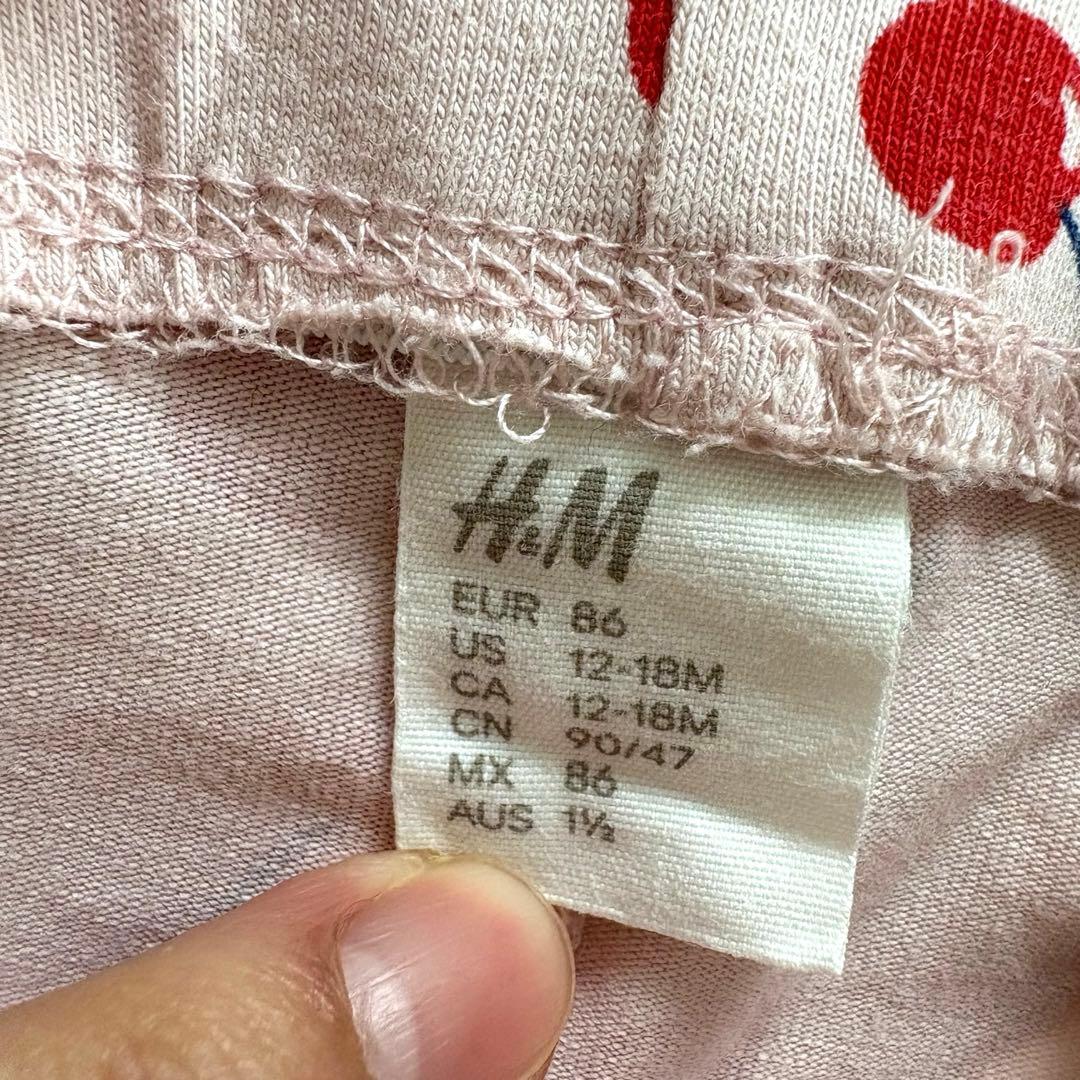 H&M
EUR 86
US 12-18M
CA 12-18M
CN 90/47
MX 86
AUS 1½